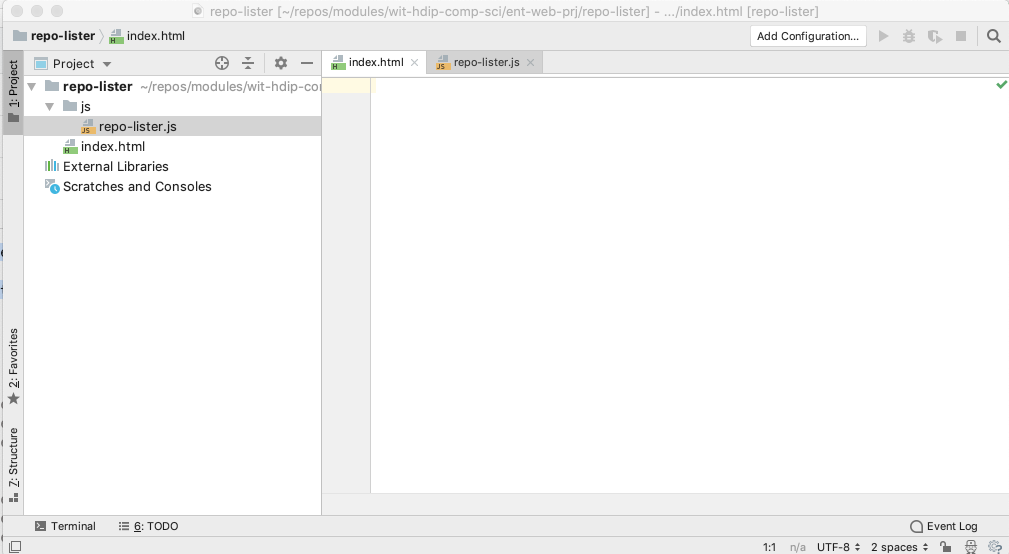 repo-lister [~/repos/modules/wit-hdip-comp-sci/ent-web-prj/repo-lister] - .../index.html [repo-lister]
repo-lister index.html Add Configuration...
1: Project
Project
index.html
repo-lister.js
repo-lister ~/repos/modules/wit-hdip-co
js
repo-lister.js
index.html
External Libraries
Scratches and Consoles
2: Favorites
7: Structure
Terminal 6: TODO Event Log
1:1 n/a UTF-8 2 spaces